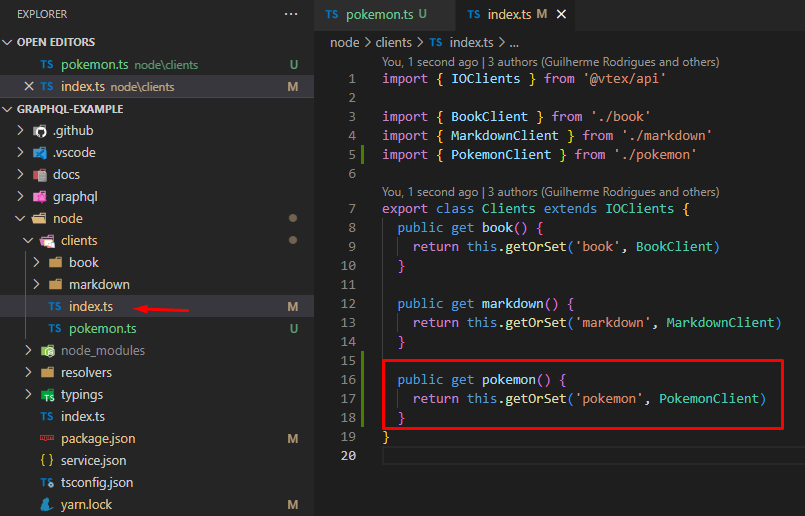 EXPLORER
···
OPEN EDITORS
TS pokemon.ts node\clients U
× TS index.ts node\clients M
GRAPHQL-EXAMPLE
.github
.vscode
docs
graphql
node
clients
book
markdown
TS index.ts M
TS pokemon.ts U
node_modules
resolvers
typings
TS index.ts
package.json M
{} service.json
TS tsconfig.json
yarn.lock M
TS pokemon.ts U
TS index.ts M ×
node > clients > TS index.ts > ...
You, 1 second ago | 3 authors (Guilherme Rodrigues and others)
1 import { IOClients } from '@vtex/api'
2
3 import { BookClient } from './book'
4 import { MarkdownClient } from './markdown'
5 import { PokemonClient } from './pokemon'
6
You, 1 second ago | 3 authors (Guilherme Rodrigues and others)
7 export class Clients extends IOClients {
8 public get book() {
9 return this.getOrSet('book', BookClient)
10 }
11
12 public get markdown() {
13 return this.getOrSet('markdown', MarkdownClient)
14 }
15
16 public get pokemon() {
17 return this.getOrSet('pokemon', PokemonClient)
18 }
19 }
20